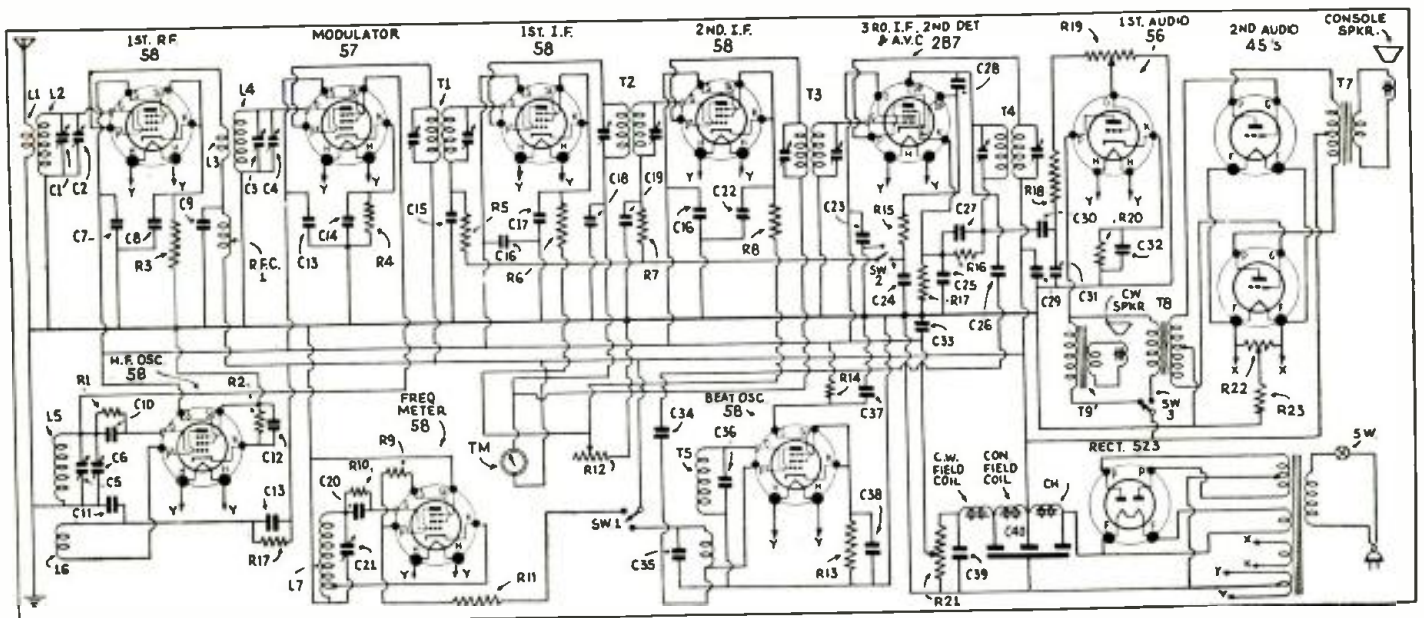 1ST. R.F.
58
MODULATOR
57
1ST. I.F.
58
2ND. I.F.
58
3RD. I.F. 2ND DET
& A.V.C 2B7
R19
1ST. AUDIO
56
2ND AUDIO
45's
CONSOLE
SPKR.
L1
L2
C1
C2
L3
L4
C3
C4
T1
T2
T3
C28
T4
T7
C7
C8
R3
C9
R.F.C.
1
C13
C14
R4
C15
R5
C16
C17
R6
C18
C19
R7
C16
C22
R8
C23
SW
2
R15
C24
C27
R16
C25
R17
C26
C33
R18
C30
R20
C32
C29
C31
CW
SPKR
T8
T9
SW
3
R22
R23
G
P
K
H
F
Y
X
H.F. OSC
58
R1
C10
R2
L5
C6
C5
C11
C12
C13
R17
L6
FREQ
METER
58
R9
R10
C20
C21
L7
R11
TM
R12
SW1
C34
C35
BEAT OSC
58
T5
C36
R14
C37
R13
C38
C.W.
FIELD
COIL
CON
FIELD
COIL
CH
C40
C39
R21
RECT. 523
SW.